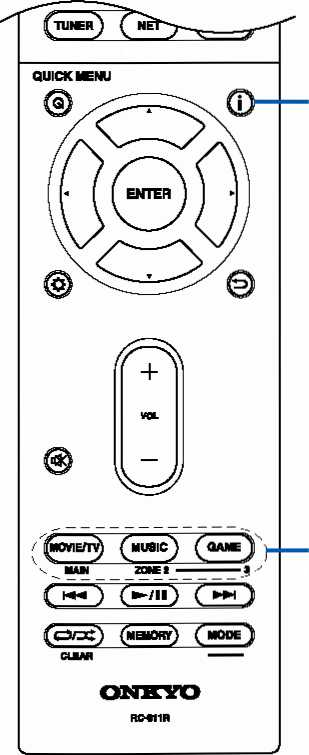 TUNER NET
QUICK MENU
Q i
ENTER
+
VOL
−
MOVIE/TV MUSIC GAME
MAIN ZONE 2 3
CLEAR MEMORY MODE
ONKYO
RC-911R